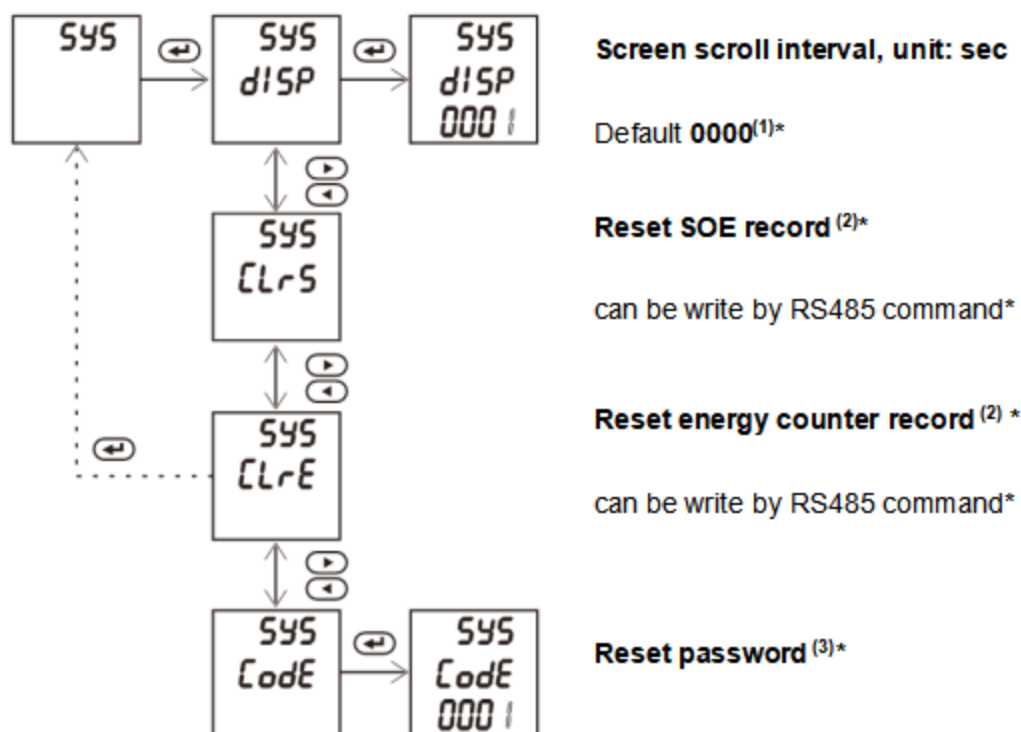 SYS SYS SYS Screen scroll interval, unit: sec
dISP dISP
0001
Default 0000(1)*
SYS Reset SOE record (2)*
CLrS
can be write by RS485 command*
SYS Reset energy counter record (2) *
CLrE
can be write by RS485 command*
SYS SYS Reset password (3)*
CodE CodE
0001